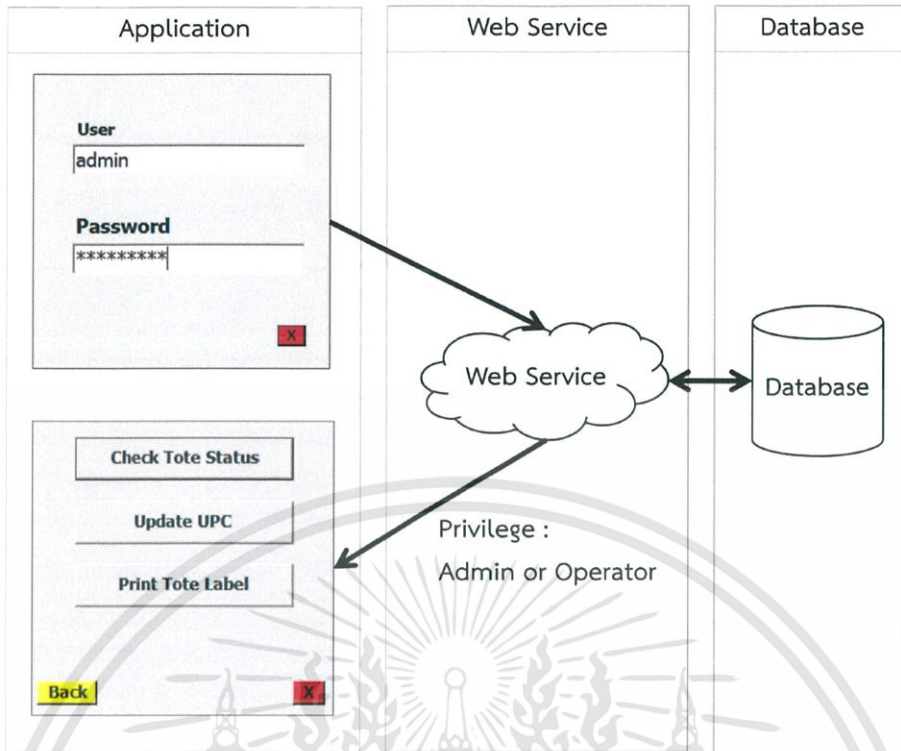 Application
Web Service
Database
User
admin
Password
*********
X
Web Service
Database
Check Tote Status
Update UPC
Print Tote Label
Privilege :
Admin or Operator
Back
X